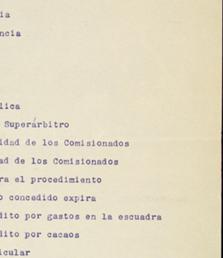 ia
ncia
lica
Superárbitro
idad de los Comisionados
ad de los Comisionados
ra el procedimiento
o concedido expira
dito por gastos en la escuadra
dito por cacaos
icular